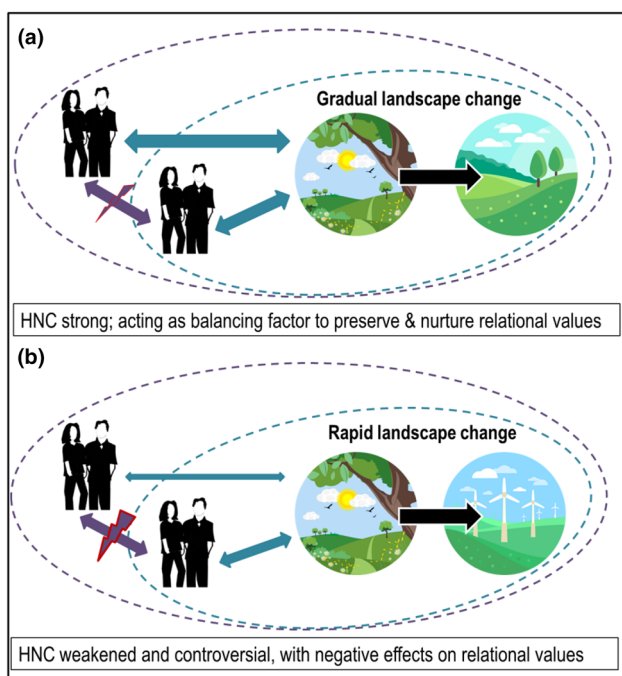 (a)
Gradual landscape change
HNC strong; acting as balancing factor to preserve & nurture relational values
(b)
Rapid landscape change
HNC weakened and controversial, with negative effects on relational values